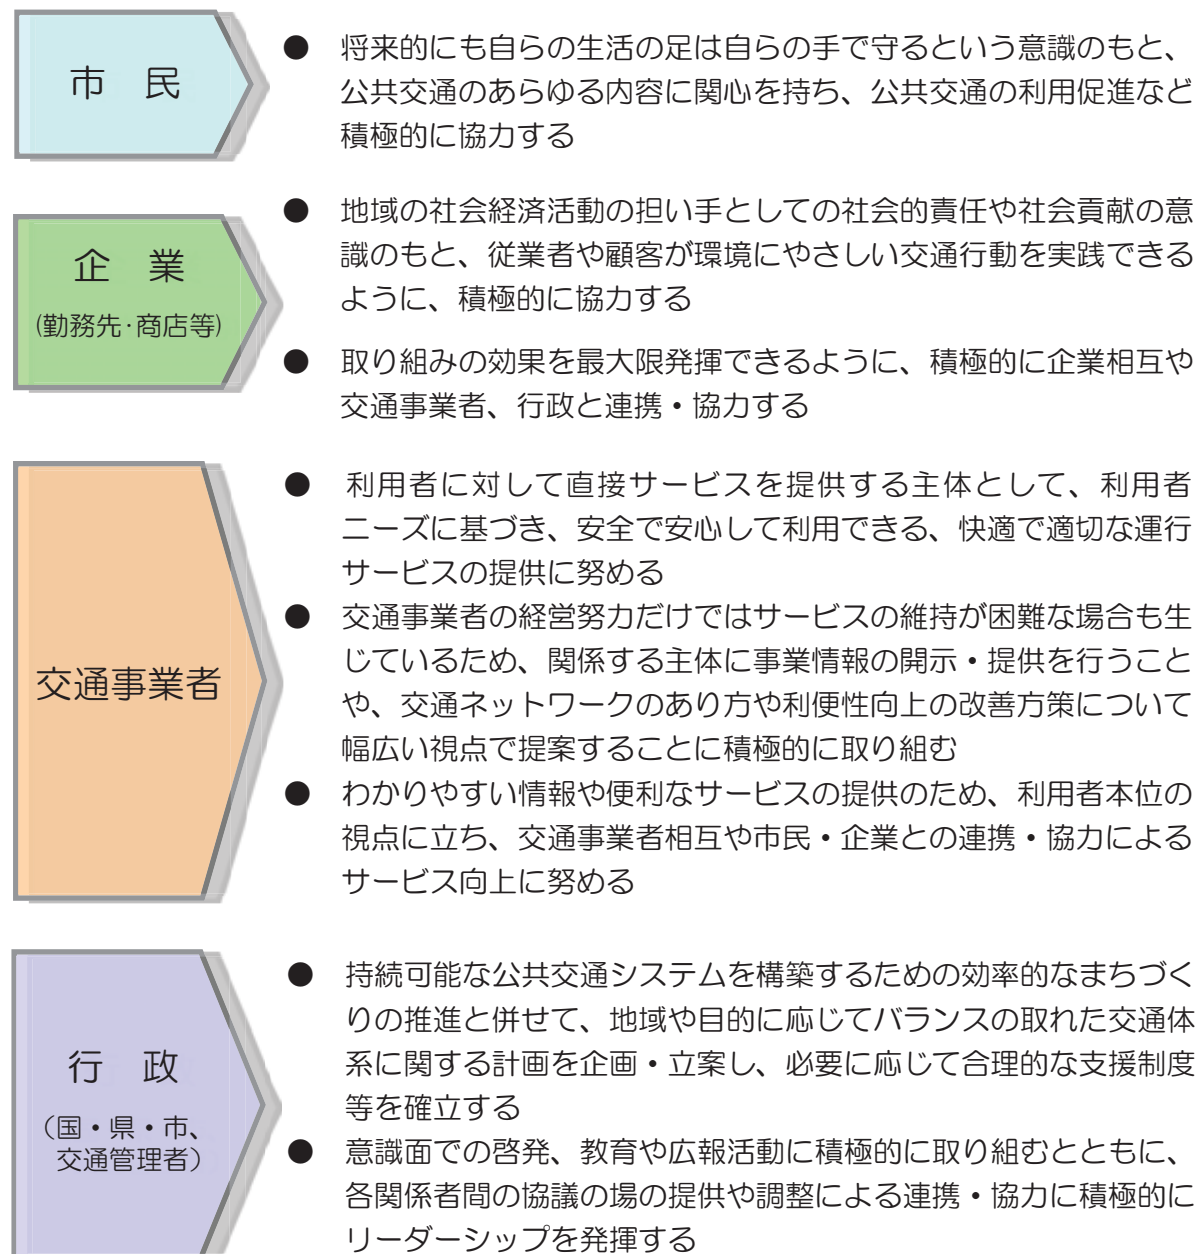 市　民
●　将来的にも自らの生活の足は自らの手で守るという意識のもと、
公共交通のあらゆる内容に関心を持ち、公共交通の利用促進など
積極的に協力する
企　業
(勤務先・商店等)
●　地域の社会経済活動の担い手としての社会的責任や社会貢献の意
識のもと、従業者や顧客が環境にやさしい交通行動を実践できる
ように、積極的に協力する
●　取り組みの効果を最大限発揮できるように、積極的に企業相互や
交通事業者、行政と連携・協力する
交通事業者
●　利用者に対して直接サービスを提供する主体として、利用者
ニーズに基づき、安全で安心して利用できる、快適で適切な運行
サービスの提供に努める
●　交通事業者の経営努力だけではサービスの維持が困難な場合も生
じているため、関係する主体に事業情報の開示・提供を行うこと
や、交通ネットワークのあり方や利便性向上の改善方策について
幅広い視点で提案することに積極的に取り組む
●　わかりやすい情報や便利なサービスの提供のため、利用者本位の
視点に立ち、交通事業者相互や市民・企業との連携・協力による
サービス向上に努める
行　政
（国・県・市、
交通管理者）
●　持続可能な公共交通システムを構築するための効率的なまちづく
りの推進と併せて、地域や目的に応じてバランスの取れた交通体
系に関する計画を企画・立案し、必要に応じて合理的な支援制度
等を確立する
●　意識面での啓発、教育や広報活動に積極的に取り組むとともに、
各関係者間の協議の場の提供や調整による連携・協力に積極的に
リーダーシップを発揮する